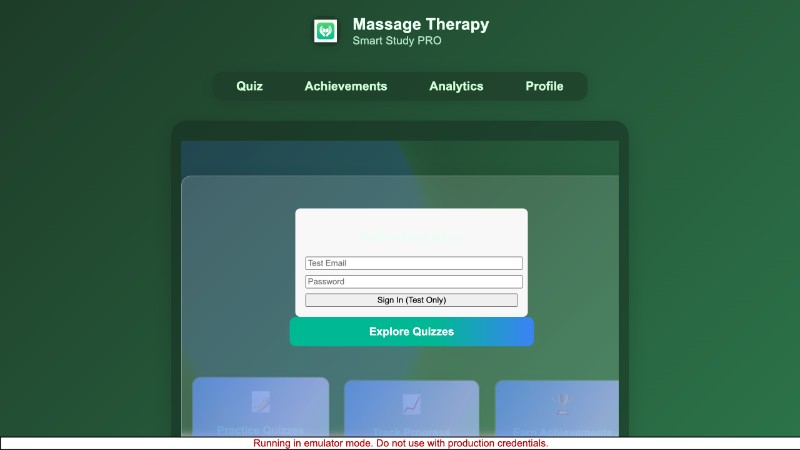 Massage Therapy
Smart Study PRO
Quiz Achievements Analytics Profile
Test Email
Password
Sign In (Test Only)
Explore Quizzes
Practice Quizzes Track Progress Earn Achievements
Running in emulator mode. Do not use with production credentials.